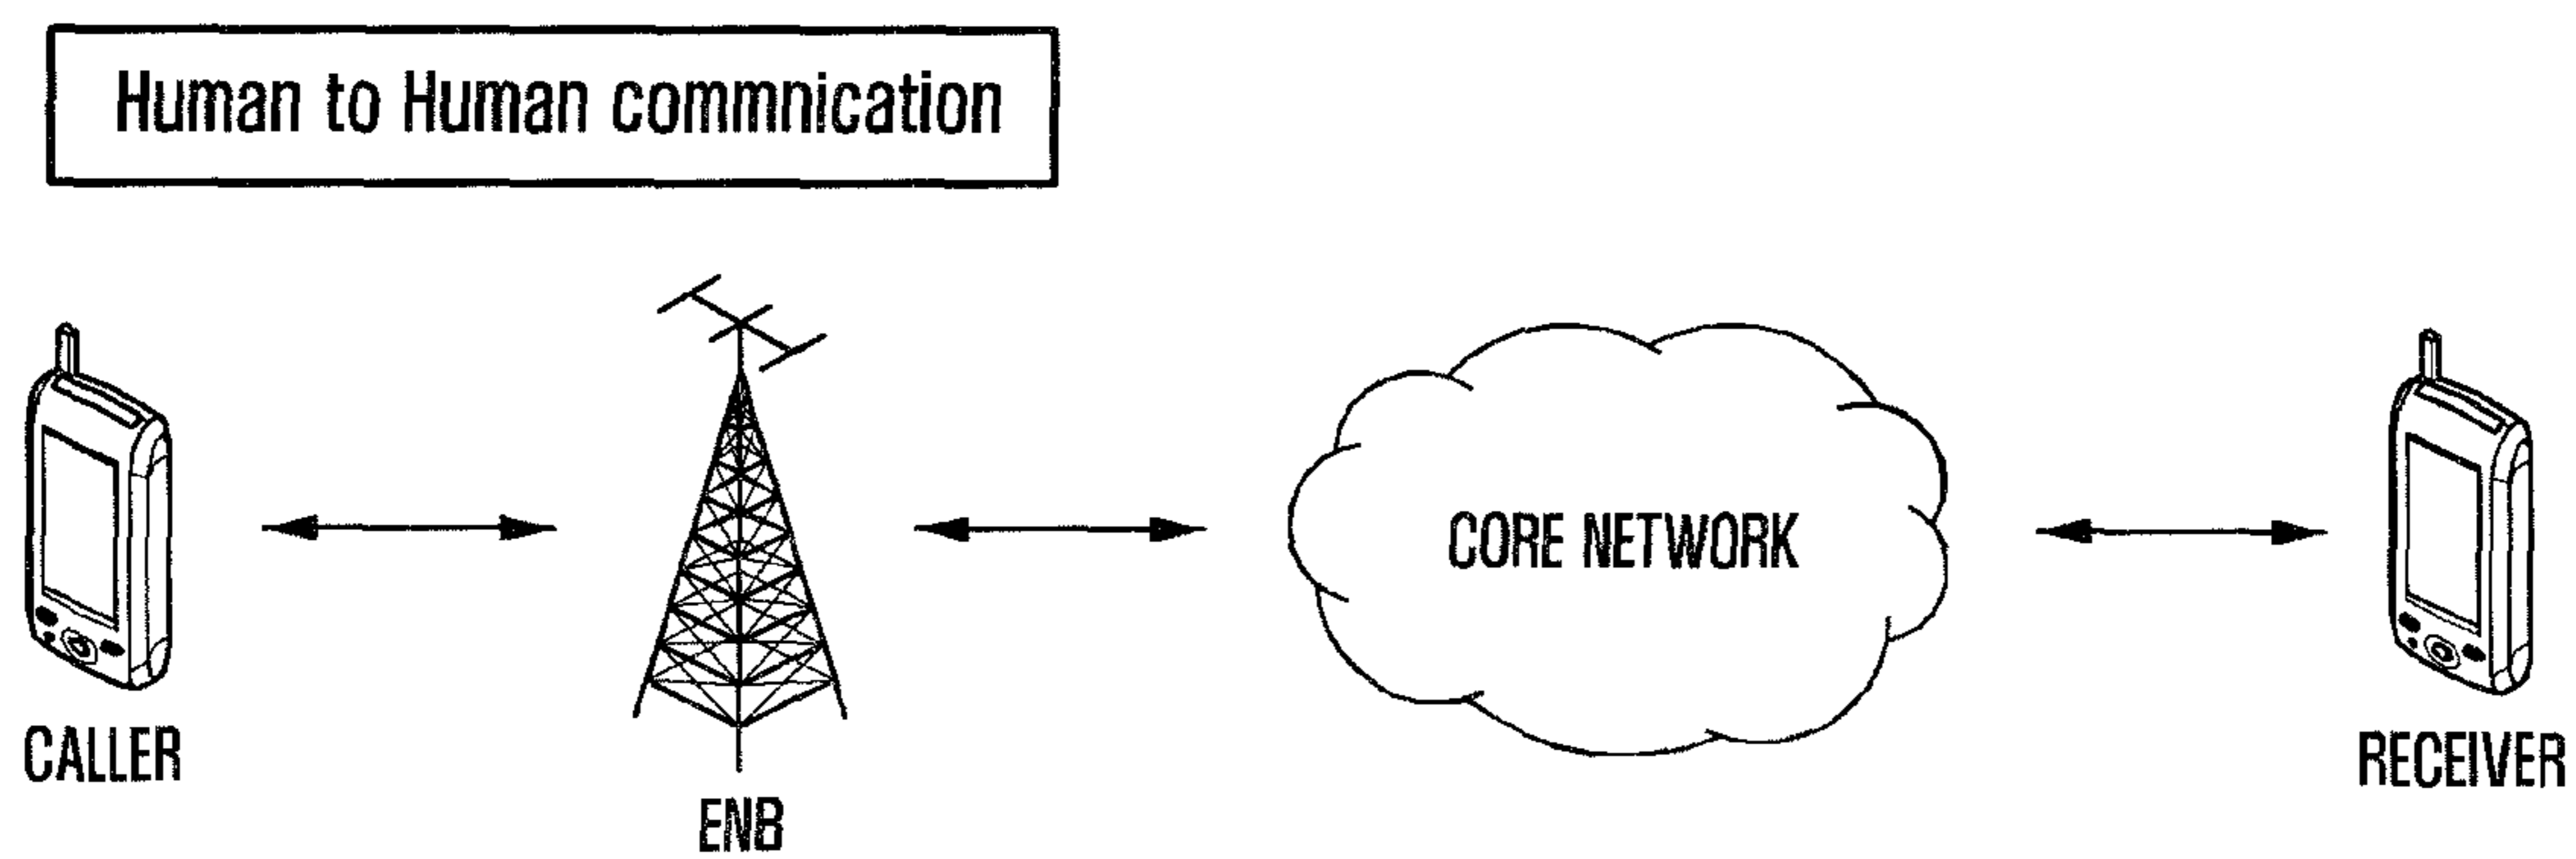 Human to Human commnication
CORE NETWORK
CALLER
RECEIVER
ENB